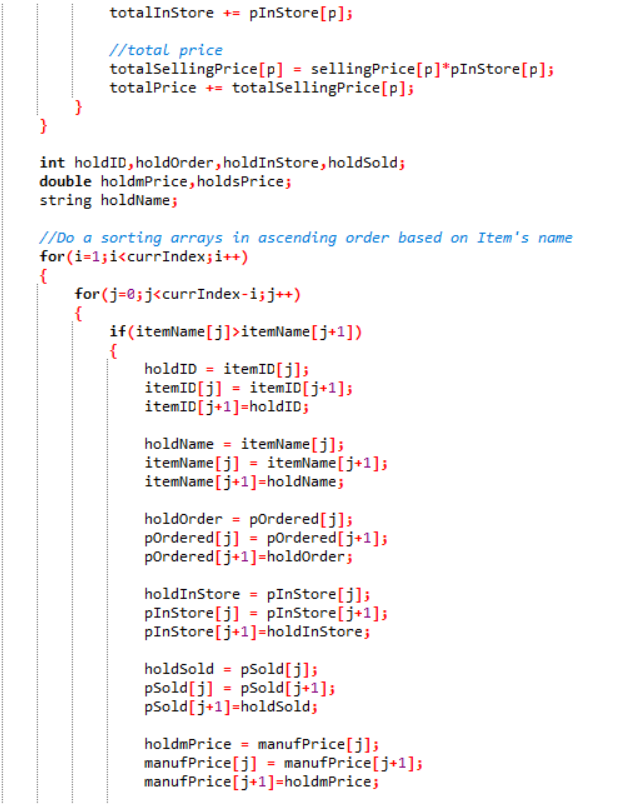 totalInStore += pInStore[p];
//total price
totalSellingPrice[p] = sellingPrice[p]*pInStore[p];
totalPrice += totalSellingPrice[p];
}
}
int holdID,holdOrder,holdInStore,holdSold;
double holdmPrice,holdsPrice;
string holdName;
//Do a sorting arrays in ascending order based on Item's name
for(i=1;i<currIndex;i++)
{
for(j=0;j<currIndex-i;j++)
{
if(itemName[j]>itemName[j+1])
{
holdID = itemID[j];
itemID[j] = itemID[j+1];
itemID[j+1]=holdID;
holdName = itemName[j];
itemName[j] = itemName[j+1];
itemName[j+1]=holdName;
holdOrder = pOrdered[j];
pOrdered[j] = pOrdered[j+1];
pOrdered[j+1]=holdOrder;
holdInStore = pInStore[j];
pInStore[j] = pInStore[j+1];
pInStore[j+1]=holdInStore;
holdSold = pSold[j];
pSold[j] = pSold[j+1];
pSold[j+1]=holdSold;
holdmPrice = manufPrice[j];
manufPrice[j] = manufPrice[j+1];
manufPrice[j+1]=holdmPrice;